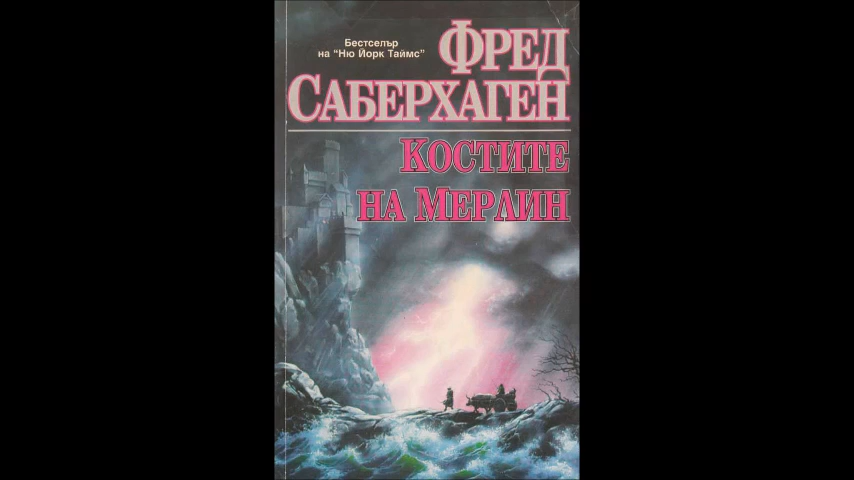 Бестселър
на "Ню Йорк Таймс"
ФРЕД
САБЕРХАГЕН
КОСТИТЕ
НА МЕРЛИН